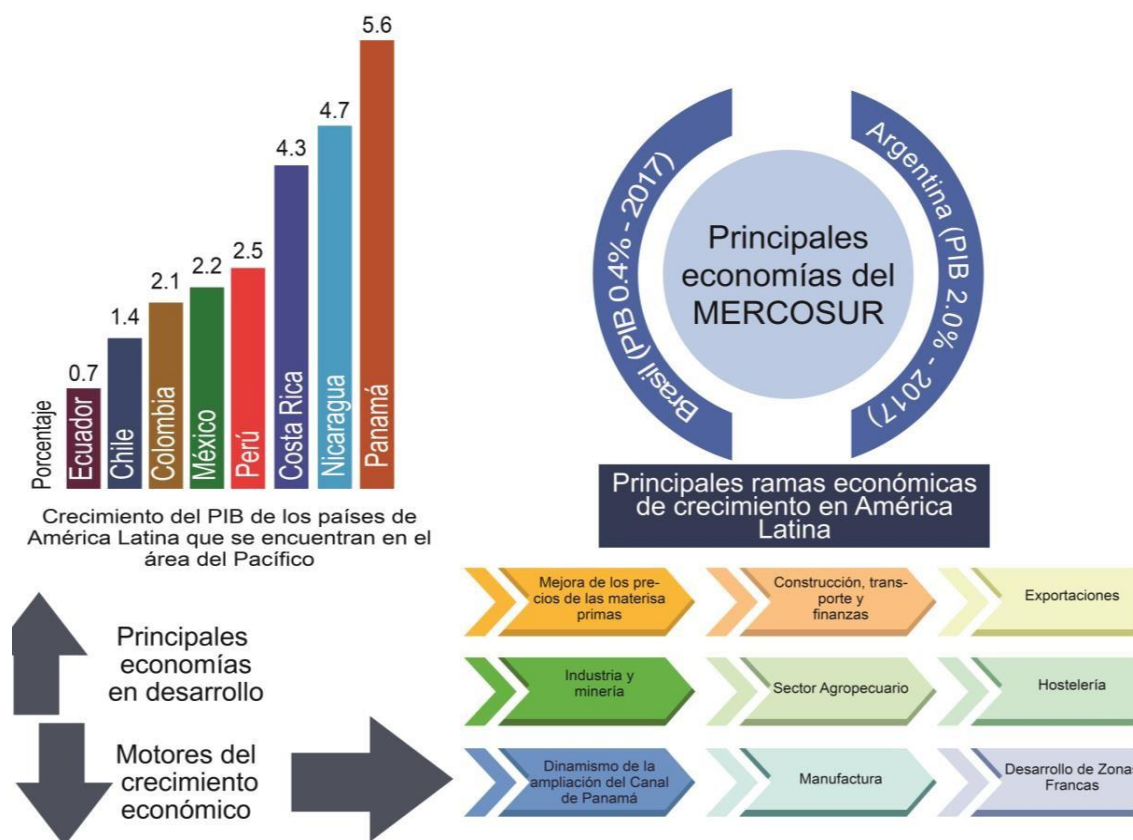 5.6
4.7
4.3
2.5
2.2
2.1
1.4
0.7
Porcentaje
Ecuador
Chile
Colombia
México
Perú
Costa Rica
Nicaragua
Panamá
Crecimiento del PIB de los países de
América Latina que se encuentran en el
área del Pacífico
Brasil (PIB 0.4% - 2017)
Argentina (PIB 2.0% - 2017)
Principales
economías del
MERCOSUR
Principales ramas económicas
de crecimiento en América
Latina
Principales
economías
en desarrollo
Motores del
crecimiento
económico
Mejora de los pre-
cios de las materisa
primas
Construcción, trans-
porte y
finanzas
Exportaciones
Industria y
minería
Sector Agropecuario
Hostelería
Dinamismo de la
ampliación del Canal
de Panamá
Manufactura
Desarrollo de Zonas
Francas